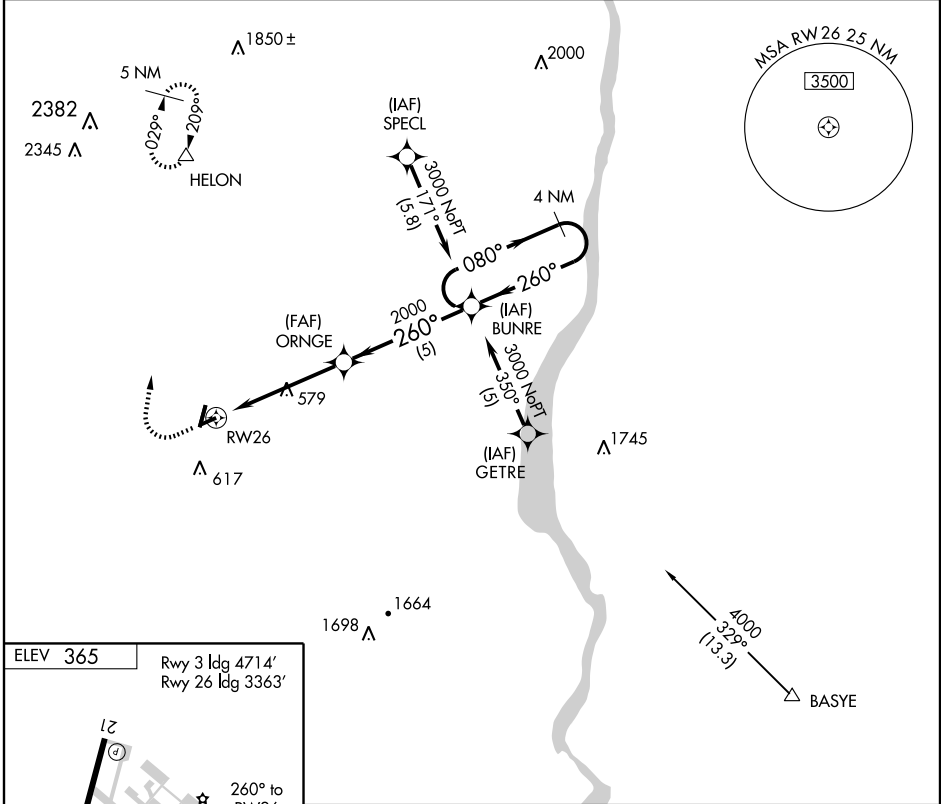 1850 ±
2000
MSA RW 26 25 NM
3500
5 NM
2382
2345
029°
209°
HELON
(IAF)
SPECL
3000 NoPT
171°
(5.8)
4 NM
080°
260°
(IAF)
BUNRE
2000
260°
(5)
(FAF)
ORNGE
579
RW26
617
3000 NoPT
350°
(5)
(IAF)
GETRE
1745
1664
1698
4000
329°
(13.3)
BASYE
ELEV 365
Rwy 3 ldg 4714'
Rwy 26 ldg 3363'
21
P
260° to
RW26